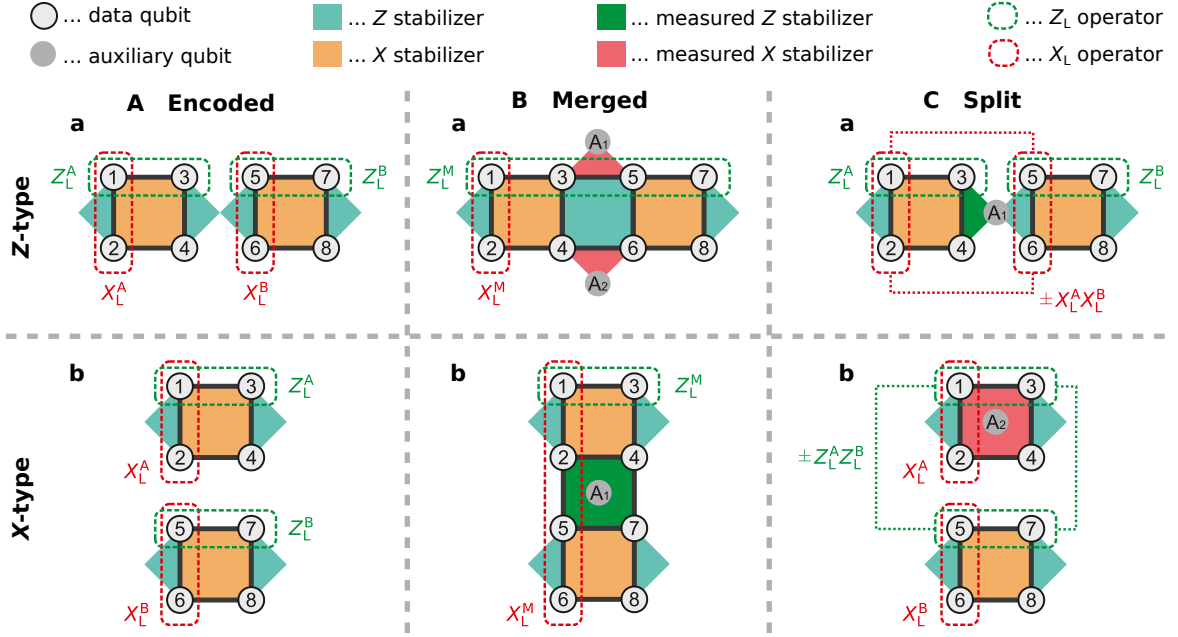 ... data qubit ... Z stabilizer ... measured Z stabilizer ... Z_L operator
... auxiliary qubit ... X stabilizer ... measured X stabilizer ... X_L operator
A Encoded B Merged C Split
Z-type
a
Z_L^A 1 3 5 7 Z_L^B
2 4 6 8
X_L^A X_L^B
a
A₁
Z_L^M 1 3 5 7
2 4 6 8
X_L^M A₂
a
Z_L^A 1 3 5 7 Z_L^B
A₁
2 4 6 8
±X_L^A X_L^B
X-type
b
1 3 Z_L^A
2 4
X_L^A
5 7 Z_L^B
6 8
X_L^B
b
1 3 Z_L^M
2 4
A₁
5 7
6 8
X_L^M
b
1 3
A₂
±Z_L^A Z_L^B
2 4
X_L^A
5 7
6 8
X_L^B